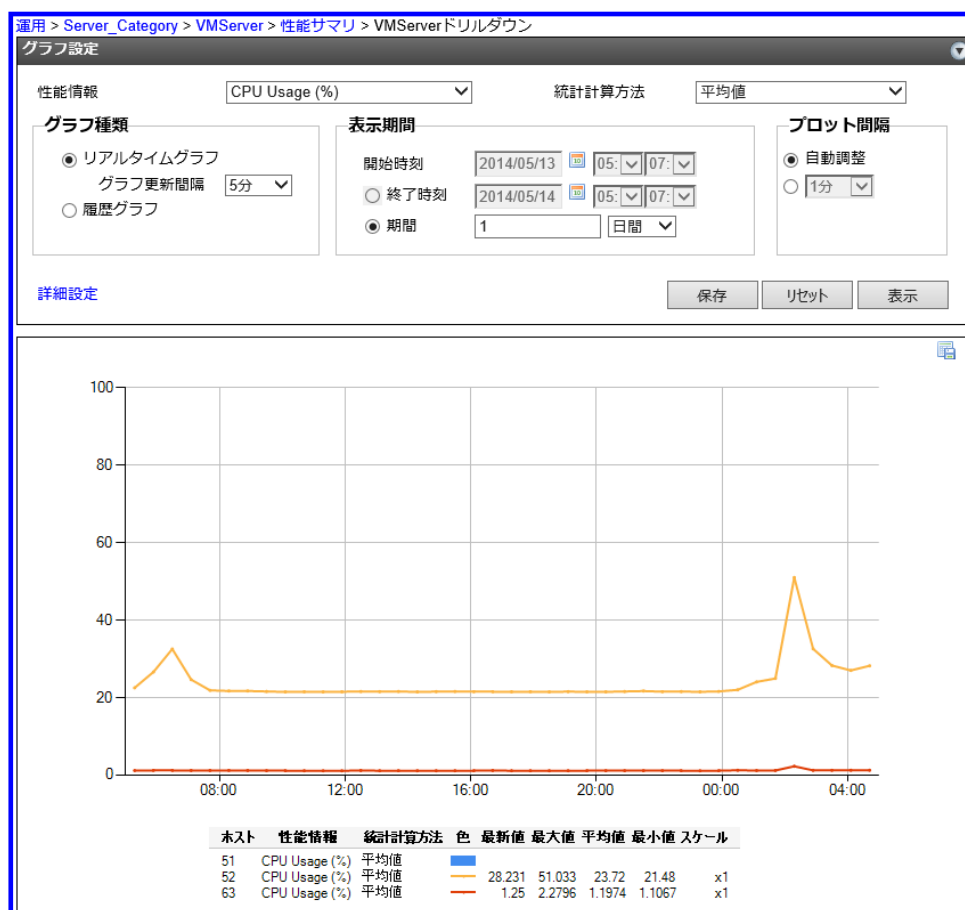 運用 > Server_Category > VMServer > 性能サマリ > VMServerドリルダウン
グラフ設定
性能情報 CPU Usage (%) 統計計算方法 平均値
グラフ種類 表示期間 プロット間隔
リアルタイムグラフ 開始時刻 2014/05/13 05: 07: 自動調整
グラフ更新間隔 5分 終了時刻 2014/05/14 05: 07: 1分
履歴グラフ 期間 1 日間
詳細設定 保存 リセット 表示
100
80
60
40
20
0
08:00 12:00 16:00 20:00 00:00 04:00
ホスト 性能情報 統計計算方法 色 最新値 最大値 平均値 最小値 スケール
51 CPU Usage (%) 平均値
52 CPU Usage (%) 平均値 28.231 51.033 23.72 21.48 x1
63 CPU Usage (%) 平均値 1.25 2.2796 1.1974 1.1067 x1